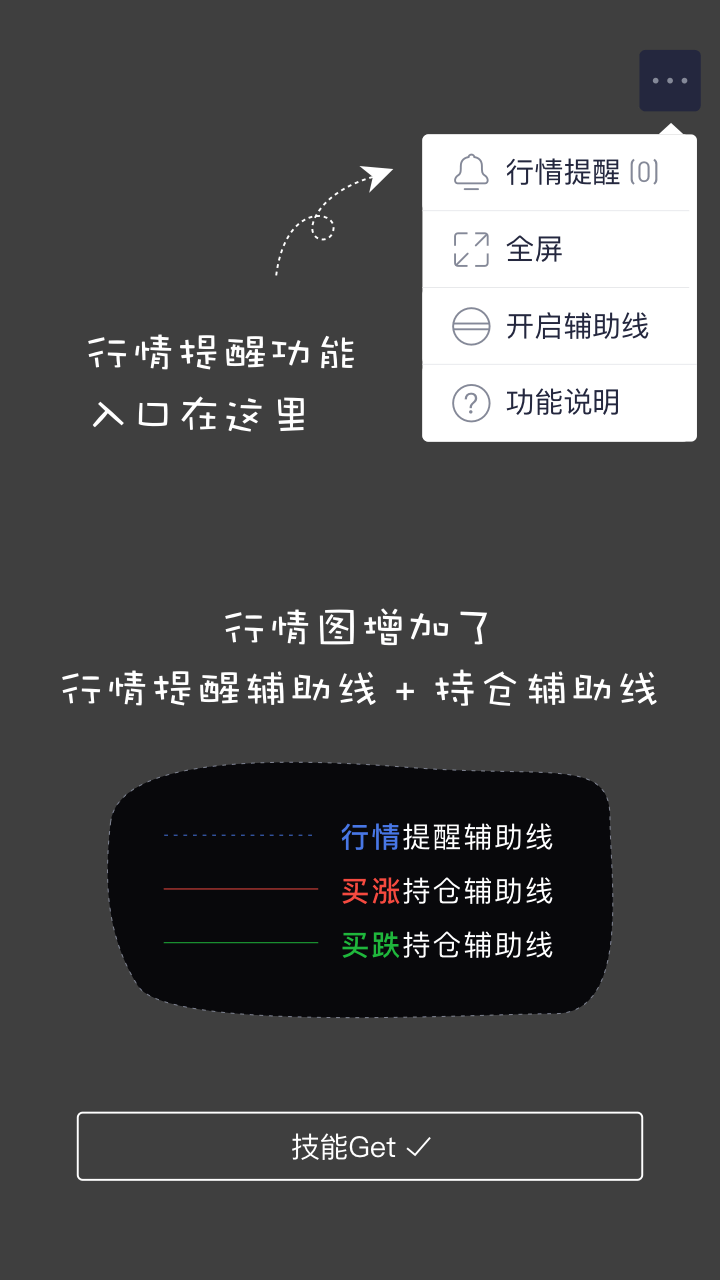 行情提醒 (0)
全屏
开启辅助线
功能说明
行情提醒功能
入口在这里
行情图增加了
行情提醒辅助线 + 持仓辅助线
行情提醒辅助线
买涨持仓辅助线
买跌持仓辅助线
技能Get ✓